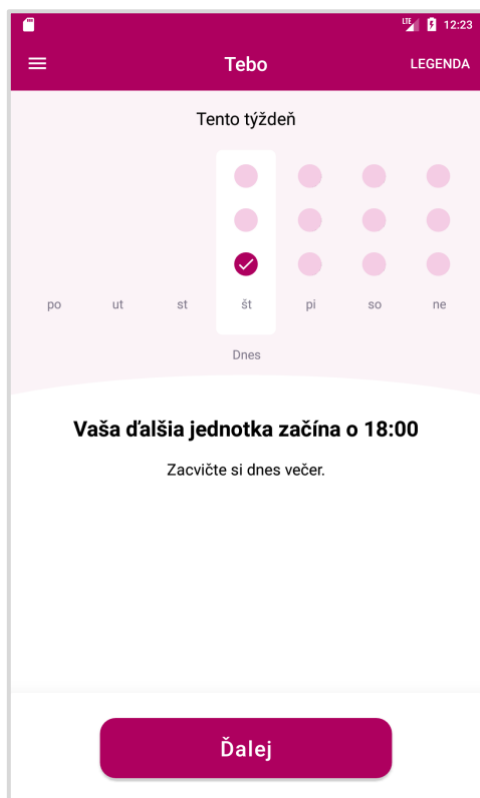 LTE 12:23
Tebo LEGENDA
Tento týždeň
po ut st št pi so ne
Dnes
Vaša ďalšia jednotka začína o 18:00
Zacvičte si dnes večer.
Ďalej